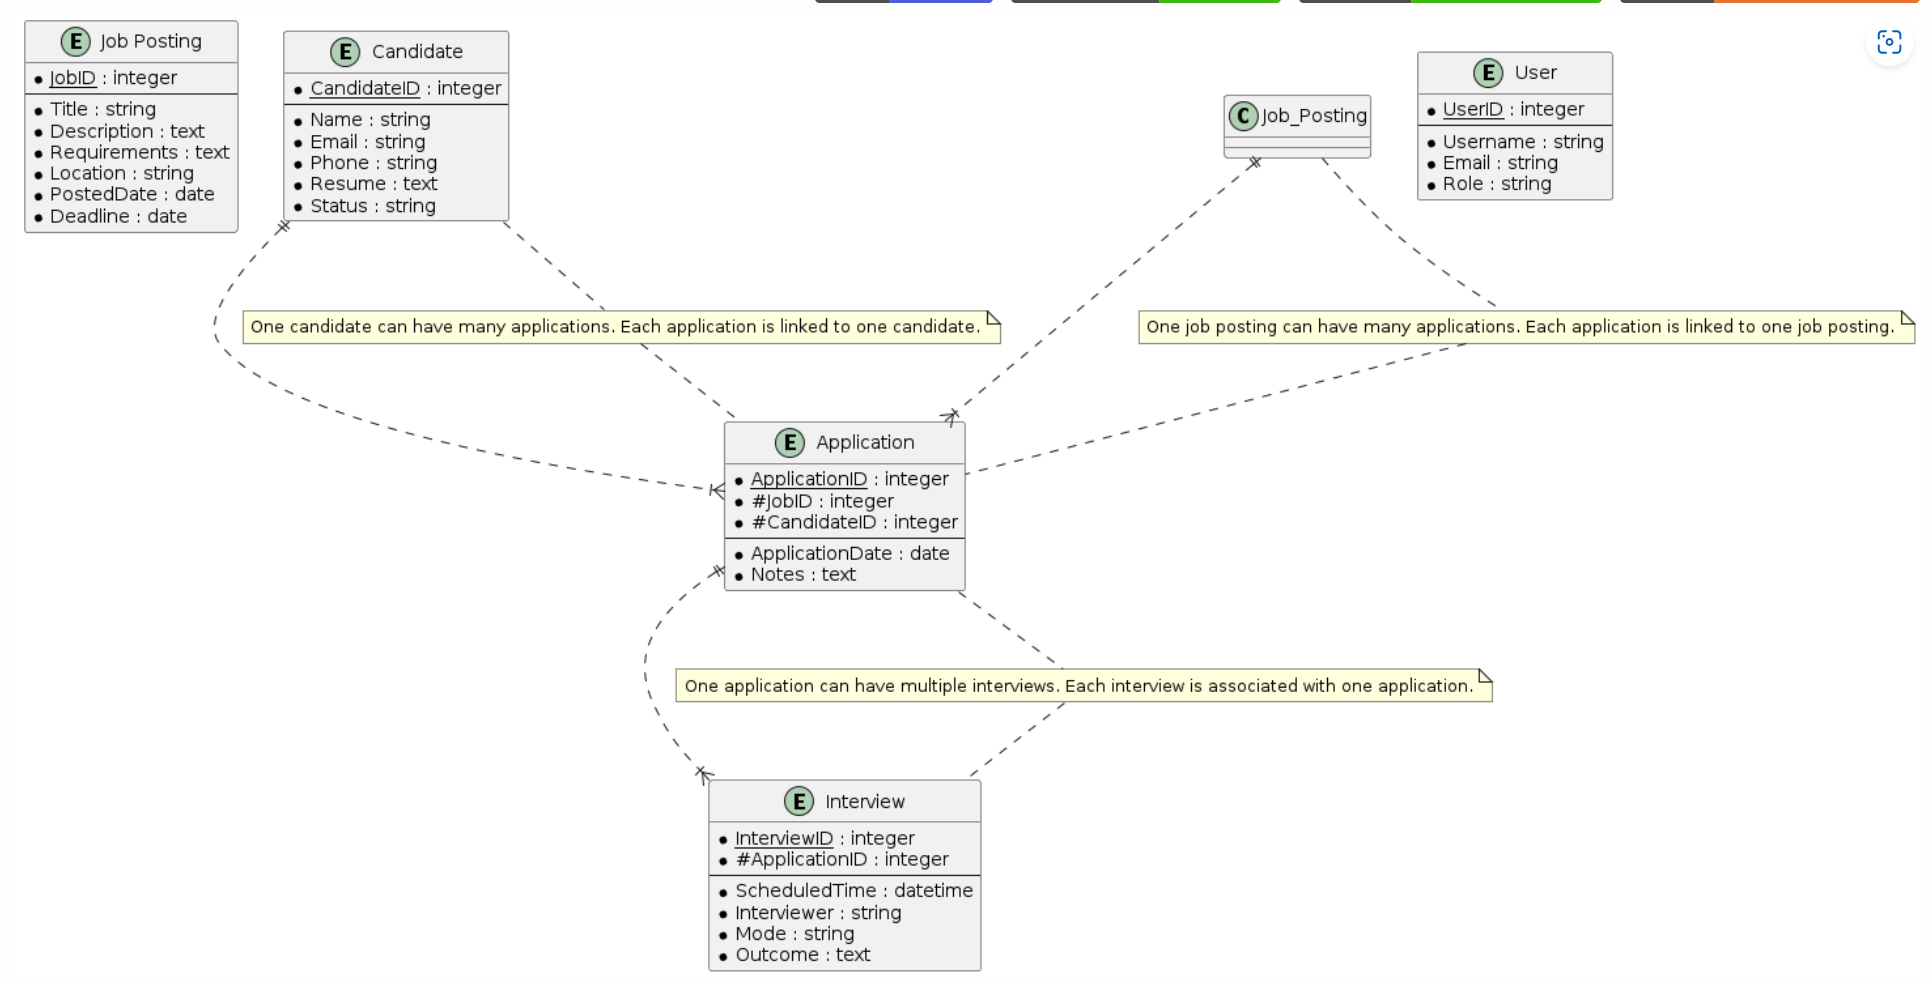 E Job Posting
JobID : integer
Title : string
Description : text
Requirements : text
Location : string
PostedDate : date
Deadline : date
E Candidate
CandidateID : integer
Name : string
Email : string
Phone : string
Resume : text
Status : string
C Job_Posting
E User
UserID : integer
Username : string
Email : string
Role : string
One candidate can have many applications. Each application is linked to one candidate.
One job posting can have many applications. Each application is linked to one job posting.
E Application
ApplicationID : integer
#JobID : integer
#CandidateID : integer
ApplicationDate : date
Notes : text
One application can have multiple interviews. Each interview is associated with one application.
E Interview
InterviewID : integer
#ApplicationID : integer
ScheduledTime : datetime
Interviewer : string
Mode : string
Outcome : text